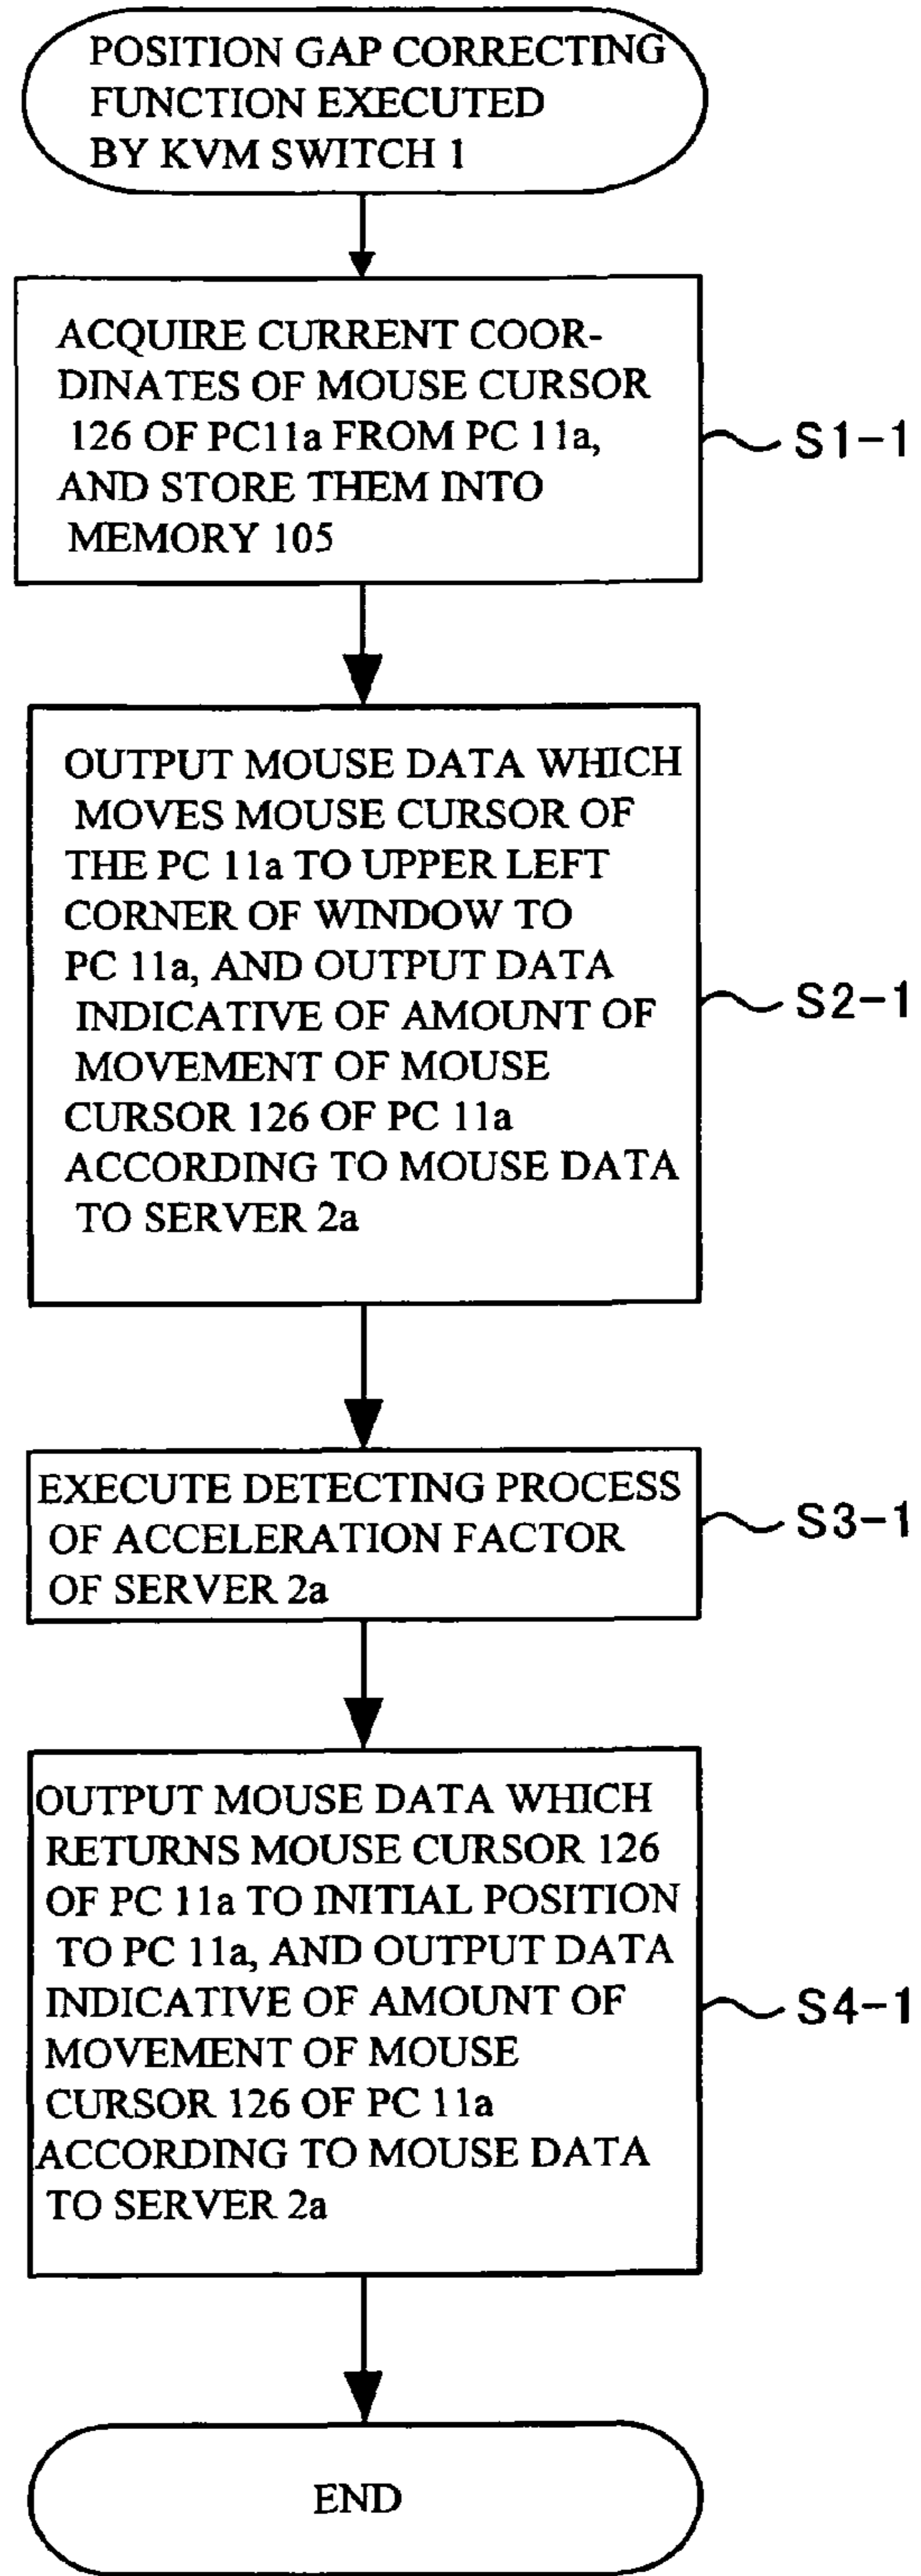 POSITION GAP CORRECTING
FUNCTION EXECUTED
BY KVM SWITCH 1
ACQUIRE CURRENT COOR-
DINATES OF MOUSE CURSOR
126 OF PC11a FROM PC 11a,
AND STORE THEM INTO
MEMORY 105
S1-1
OUTPUT MOUSE DATA WHICH
MOVES MOUSE CURSOR OF
THE PC 11a TO UPPER LEFT
CORNER OF WINDOW TO
PC 11a, AND OUTPUT DATA
INDICATIVE OF AMOUNT OF
MOVEMENT OF MOUSE
CURSOR 126 OF PC 11a
ACCORDING TO MOUSE DATA
TO SERVER 2a
S2-1
EXECUTE DETECTING PROCESS
OF ACCELERATION FACTOR
OF SERVER 2a
S3-1
OUTPUT MOUSE DATA WHICH
RETURNS MOUSE CURSOR 126
OF PC 11a TO INITIAL POSITION
TO PC 11a, AND OUTPUT DATA
INDICATIVE OF AMOUNT OF
MOVEMENT OF MOUSE
CURSOR 126 OF PC 11a
ACCORDING TO MOUSE DATA
TO SERVER 2a
S4-1
END